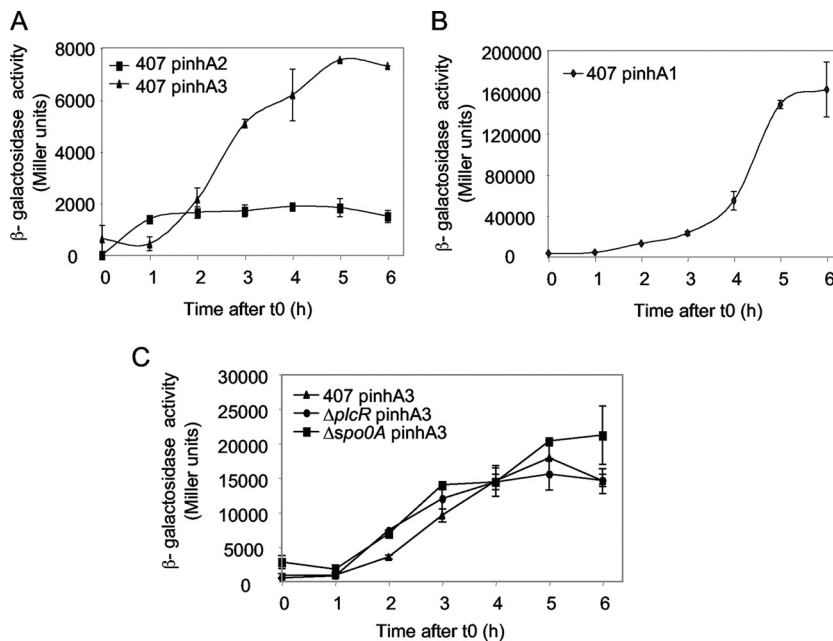 A
β- galactosidase activity
(Miller units)
8000
6000
4000
2000
0
407 pinhA2
407 pinhA3
0 1 2 3 4 5 6
Time after t0 (h)
B
β- galactosidase activity
(Miller units)
200000
160000
120000
80000
40000
0
407 pinhA1
0 1 2 3 4 5 6
Time after t0 (h)
C
β- galactosidase activity
(Miller units)
30000
25000
20000
15000
10000
5000
0
407 pinhA3
ΔplcR pinhA3
Δspo0A pinhA3
0 1 2 3 4 5 6
Time after t0 (h)